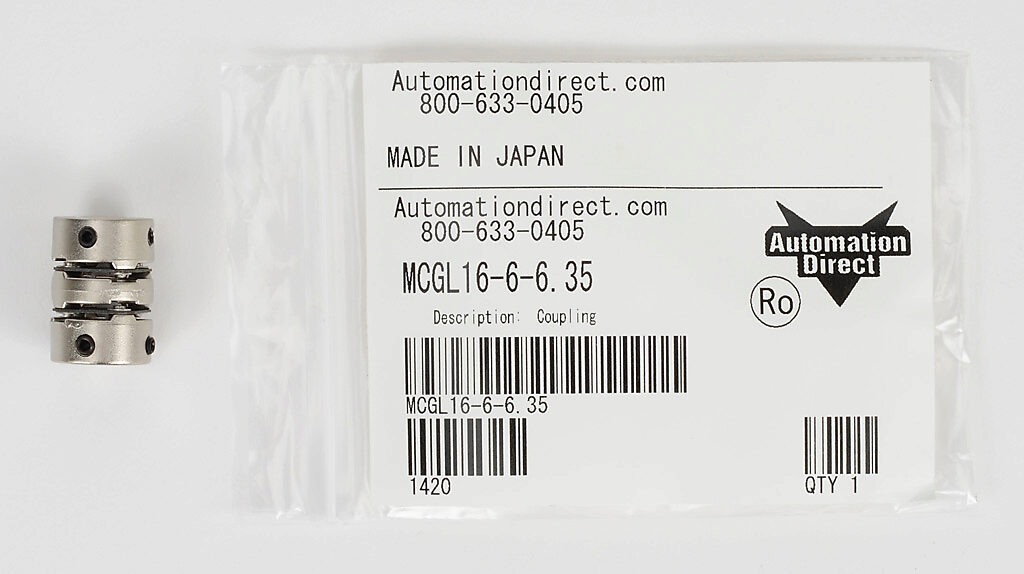 Automationdirect.com
800-633-0405
MADE IN JAPAN
Automationdirect.com
800-633-0405
Automation
Direct
MCGL16-6-6.35
Ro
Description: Coupling
MCGL16-6-6.35
1420
QTY 1